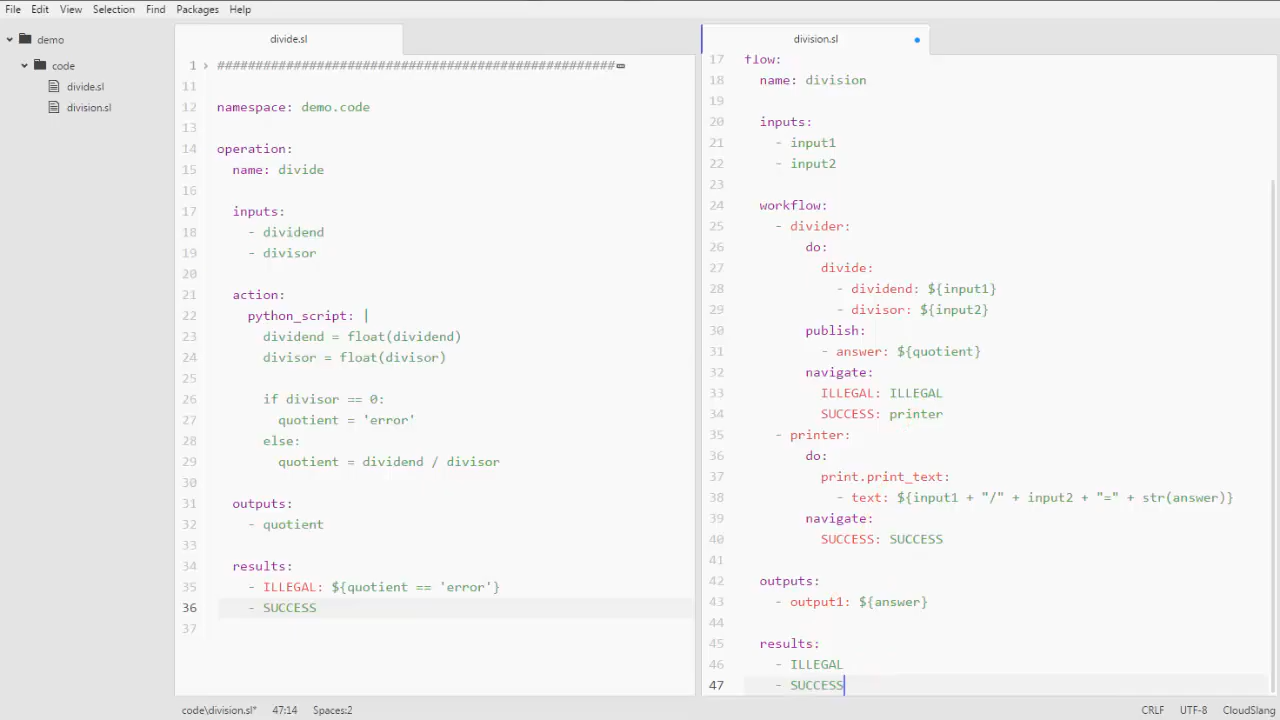 File Edit View Selection Find Packages Help
demo
code
divide.sl
division.sl
divide.sl
1 ####################################################
11
12 namespace: demo.code
13
14 operation:
15 name: divide
16
17 inputs:
18 - dividend
19 - divisor
20
21 action:
22 python_script: |
23 dividend = float(dividend)
24 divisor = float(divisor)
25
26 if divisor == 0:
27 quotient = 'error'
28 else:
29 quotient = dividend / divisor
30
31 outputs:
32 - quotient
33
34 results:
35 - ILLEGAL: ${quotient == 'error'}
36 - SUCCESS
37
division.sl
17 flow:
18 name: division
19
20 inputs:
21 - input1
22 - input2
23
24 workflow:
25 - divider:
26 do:
27 divide:
28 - dividend: ${input1}
29 - divisor: ${input2}
30 publish:
31 - answer: ${quotient}
32 navigate:
33 ILLEGAL: ILLEGAL
34 SUCCESS: printer
35 - printer:
36 do:
37 print.print_text:
38 - text: ${input1 + "/" + input2 + "=" + str(answer)}
39 navigate:
40 SUCCESS: SUCCESS
41
42 outputs:
43 - output1: ${answer}
44
45 results:
46 - ILLEGAL
47 - SUCCESS
code\division.sl* 47:14 Spaces:2 CRLF UTF-8 CloudSlang